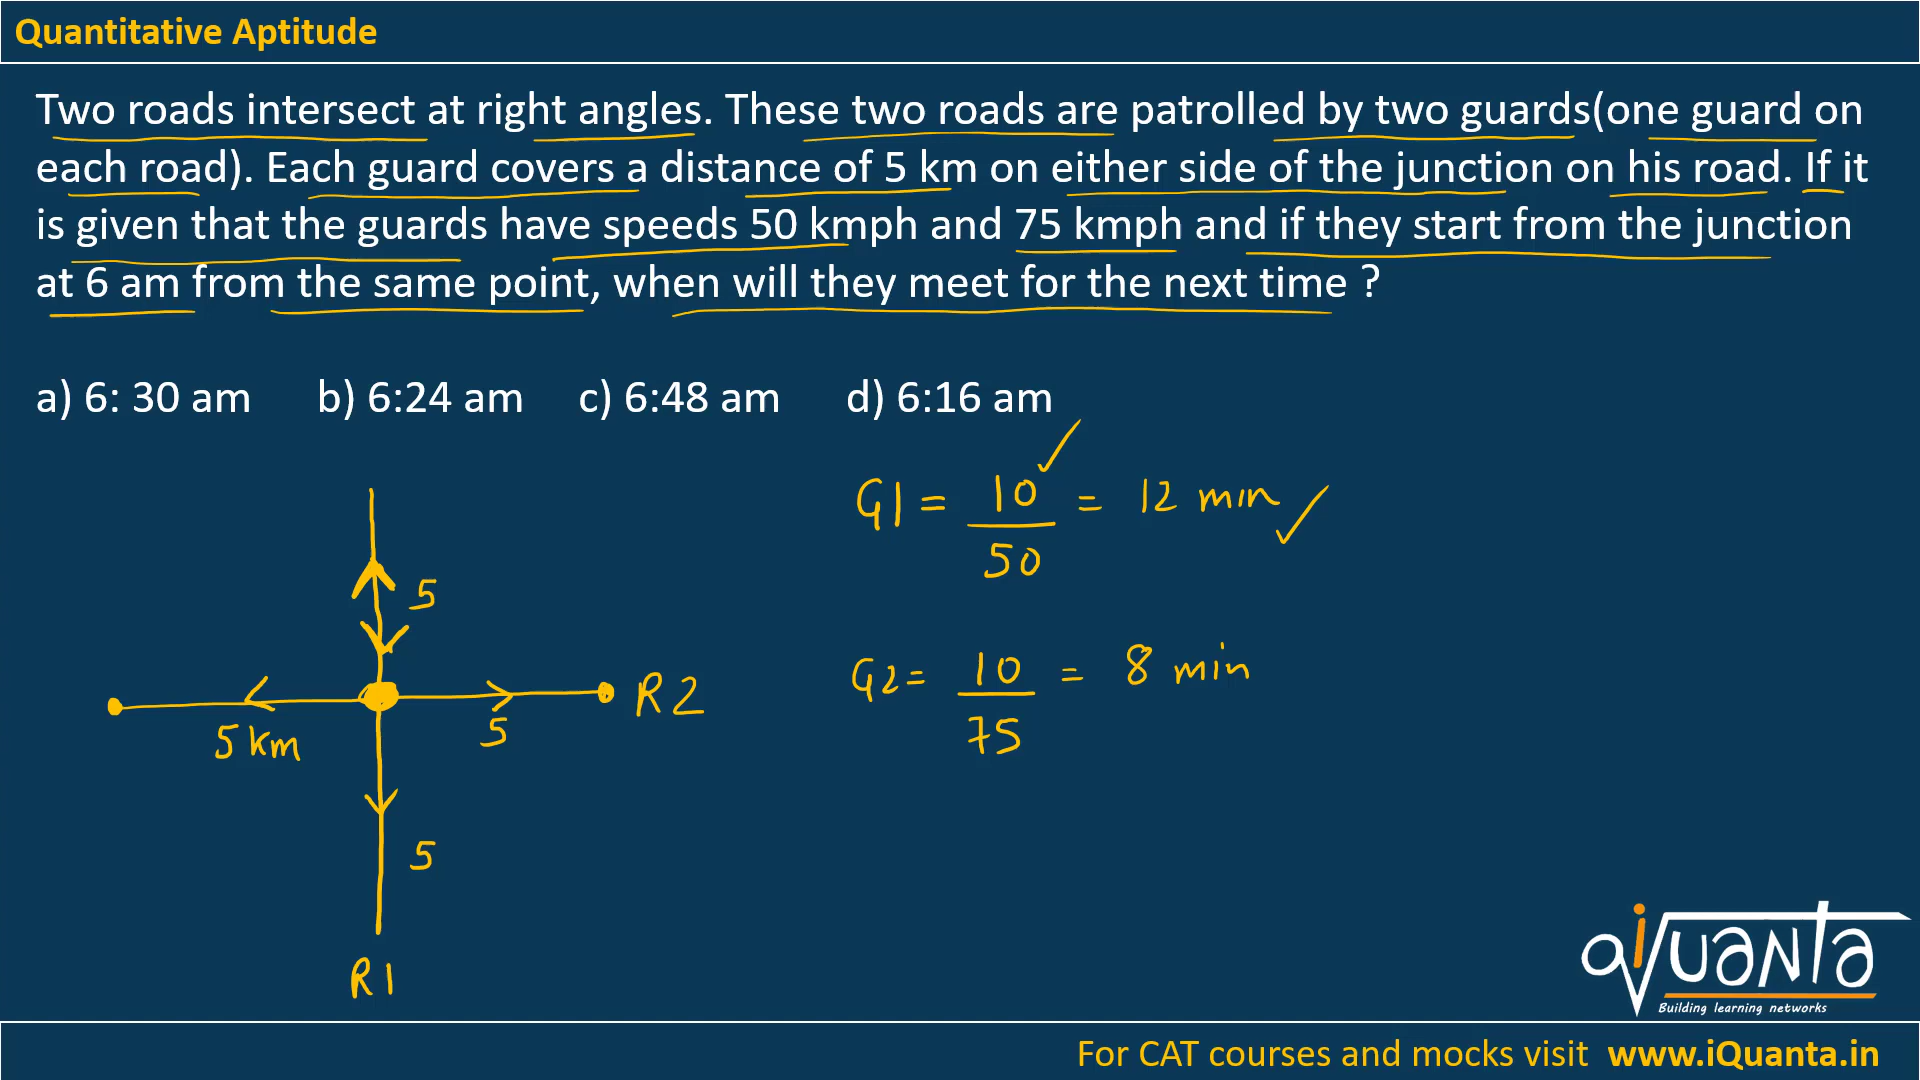 Quantitative Aptitude
Two roads intersect at right angles. These two roads are patrolled by two guards(one guard on
each road). Each guard covers a distance of 5 km on either side of the junction on his road. If it
is given that the guards have speeds 50 kmph and 75 kmph and if they start from the junction
at 6 am from the same point, when will they meet for the next time ?
a) 6: 30 am b) 6:24 am c) 6:48 am d) 6:16 am
G1 = 10/50 = 12 min
5
G2 = 10/75 = 8 min
R2
5 km 5
5
R1
iQuanta
Building learning networks
For CAT courses and mocks visit www.iQuanta.in